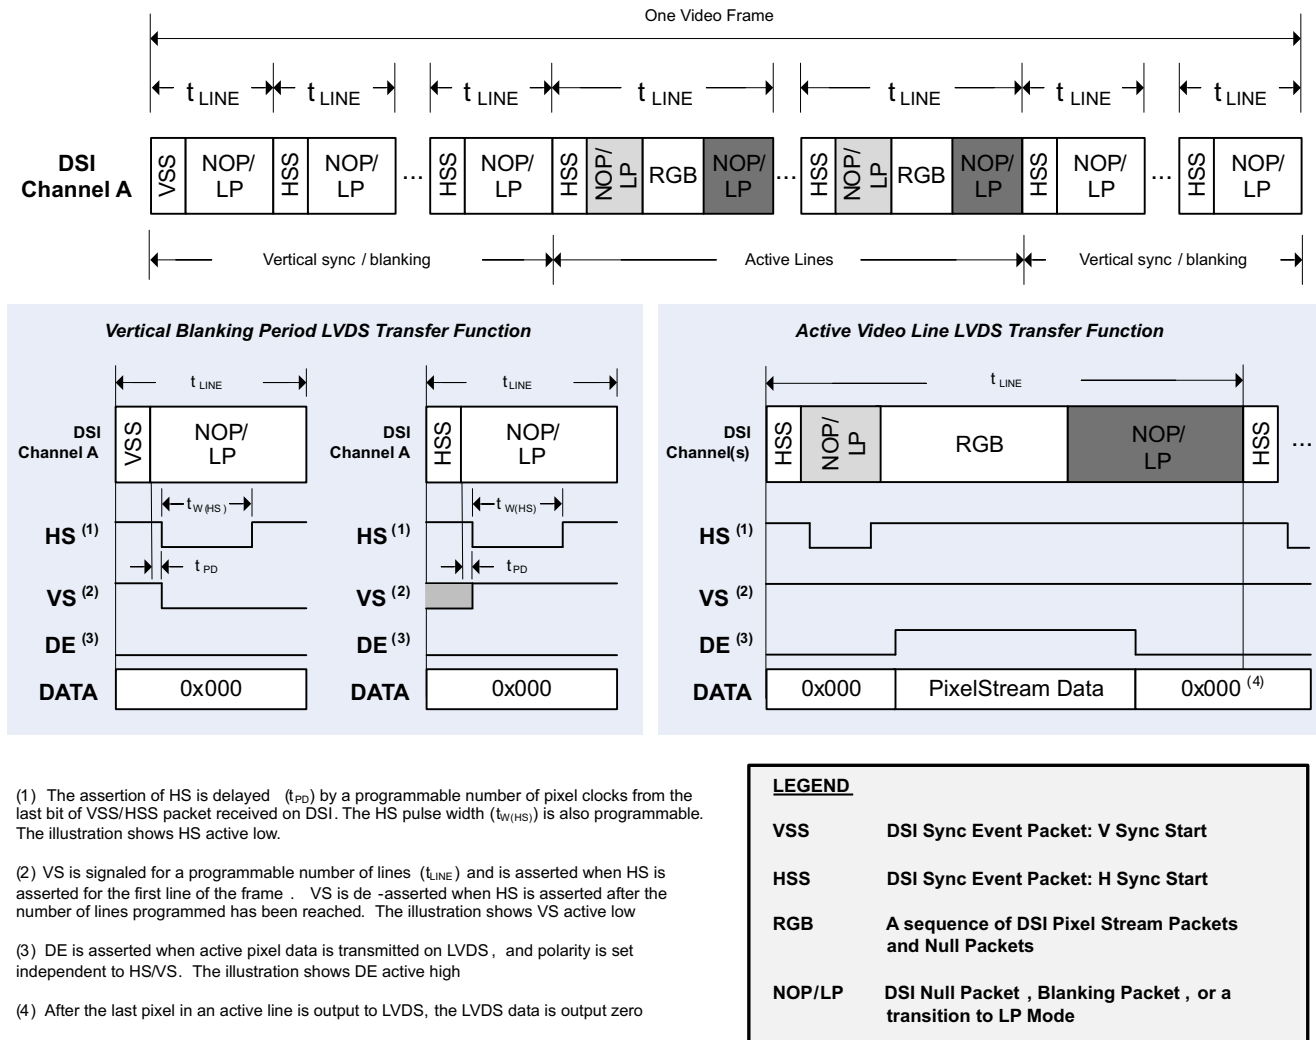 One Video Frame
t LINE t LINE t LINE t LINE t LINE t LINE t LINE
DSI
Channel A
VSS NOP/ LP HSS NOP/ LP ... HSS NOP/ LP HSS NOP/ LP RGB NOP/ LP ... HSS NOP/ LP RGB NOP/ LP HSS NOP/ LP ... HSS NOP/ LP
Vertical sync / blanking Active Lines Vertical sync / blanking
Vertical Blanking Period LVDS Transfer Function
t LINE
DSI
Channel A
VSS NOP/ LP
t W(HS)
HS (1)
t PD
VS (2)
DE (3)
DATA 0x000
t LINE
DSI
Channel A
HSS NOP/ LP
t W(HS)
HS (1)
t PD
VS (2)
DE (3)
DATA 0x000
Active Video Line LVDS Transfer Function
t LINE
DSI
Channel(s)
HSS NOP/ LP RGB NOP/ LP HSS ...
HS (1)
VS (2)
DE (3)
DATA 0x000 PixelStream Data 0x000 (4)
(1) The assertion of HS is delayed (tPD) by a programmable number of pixel clocks from the
last bit of VSS/HSS packet received on DSI. The HS pulse width (tW(HS)) is also programmable.
The illustration shows HS active low.
(2) VS is signaled for a programmable number of lines (tLINE) and is asserted when HS is
asserted for the first line of the frame . VS is de -asserted when HS is asserted after the
number of lines programmed has been reached. The illustration shows VS active low
(3) DE is asserted when active pixel data is transmitted on LVDS , and polarity is set
independent to HS/VS. The illustration shows DE active high
(4) After the last pixel in an active line is output to LVDS, the LVDS data is output zero
LEGEND
VSS DSI Sync Event Packet: V Sync Start
HSS DSI Sync Event Packet: H Sync Start
RGB A sequence of DSI Pixel Stream Packets
and Null Packets
NOP/LP DSI Null Packet , Blanking Packet , or a
transition to LP Mode